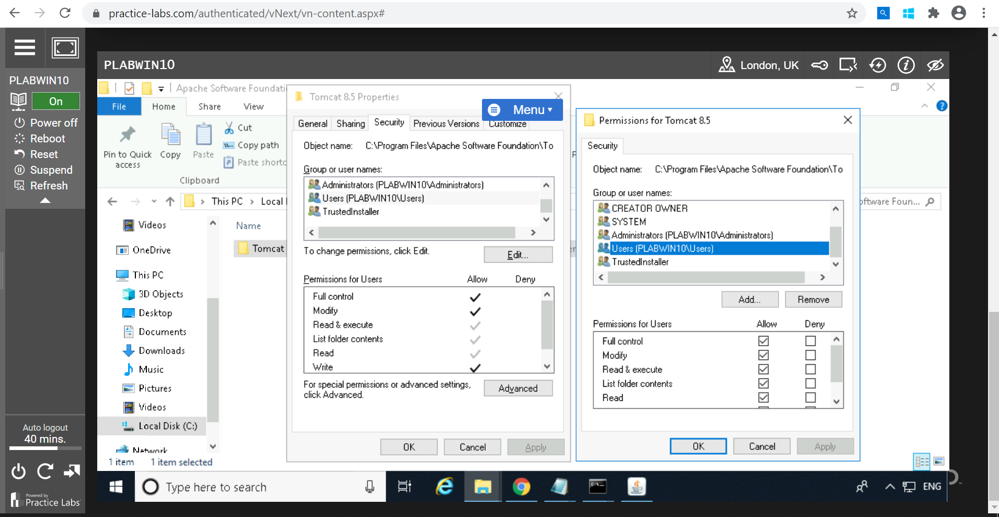 practice-labs.com/authenticated/vNext/vn-content.aspx#
PLABWIN10
On
Power off
Reboot
Reset
Suspend
Refresh
Auto logout
40 mins.
Powered by
Practice Labs
PLABWIN10
London, UK
Apache Software Foundati
File
Home
Share
View
Pin to Quick
access
Copy
Paste
Cut
Copy path
Paste shortc
Clipboard
This PC
Local
oftware Foun...
Videos
OneDrive
This PC
3D Objects
Desktop
Documents
Downloads
Music
Pictures
Videos
Local Disk (C:)
Network
Name
Tomcat
1 item
1 item selected
Tomcat 8.5 Properties
Menu
General
Sharing
Security
Previous Versions
Customize
Object name: C:\Program Files\Apache Software Foundation\To
Group or user names:
Administrators (PLABWIN10\Administrators)
Users (PLABWIN10\Users)
TrustedInstaller
To change permissions, click Edit.
Edit...
Permissions for Users Allow Deny
Full control
Modify
Read & execute
List folder contents
Read
Write
For special permissions or advanced settings,
click Advanced.
Advanced
OK
Cancel
Apply
Permissions for Tomcat 8.5
Security
Object name: C:\Program Files\Apache Software Foundation\To
Group or user names:
CREATOR OWNER
SYSTEM
Administrators (PLABWIN10\Administrators)
Users (PLABWIN10\Users)
TrustedInstaller
Add...
Remove
Permissions for Users Allow Deny
Full control
Modify
Read & execute
List folder contents
Read
OK
Cancel
Apply
Type here to search
ENG